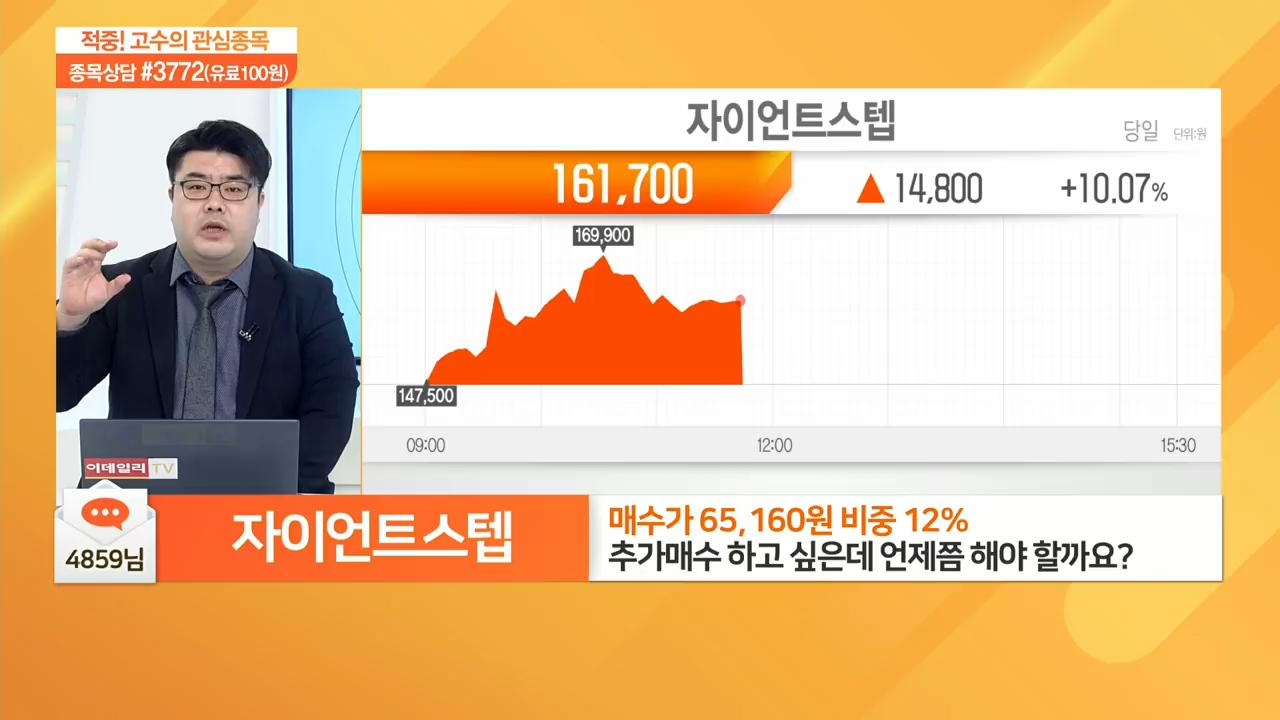 적중! 고수의 관심종목
종목상담 #3772(유료100원)
자이언트스텝
당일 단위:원
161,700 ▲ 14,800 +10.07%
169,900
147,500
09:00 12:00 15:30
이데일리TV
4859님
자이언트스텝
매수가 65,160원 비중 12%
추가매수 하고 싶은데 언제쯤 해야 할까요?